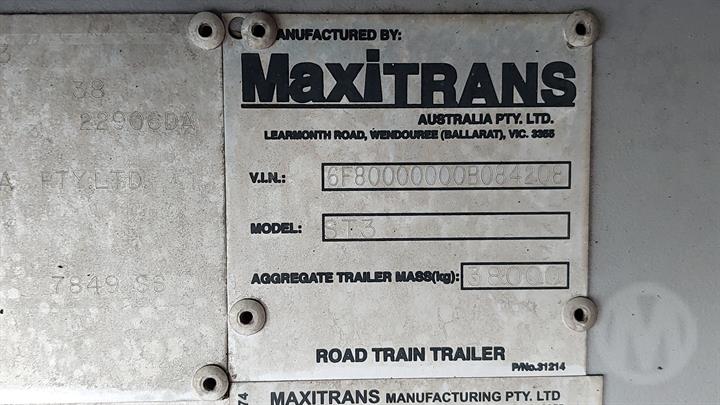 MANUFACTURED BY:
MaxiTRANS
AUSTRALIA PTY. LTD.
LEARMONTH ROAD, WENDOUREE (BALLARAT), VIC. 3355
V.I.N.: 6F80000000B084208
MODEL: ST3
AGGREGATE TRAILER MASS(kg): 38000
ROAD TRAIN TRAILER
P/No.31214
MAXITRANS MANUFACTURING PTY. LTD
38
2290CDA
A PTY.LTD.
7849 S6
74
M